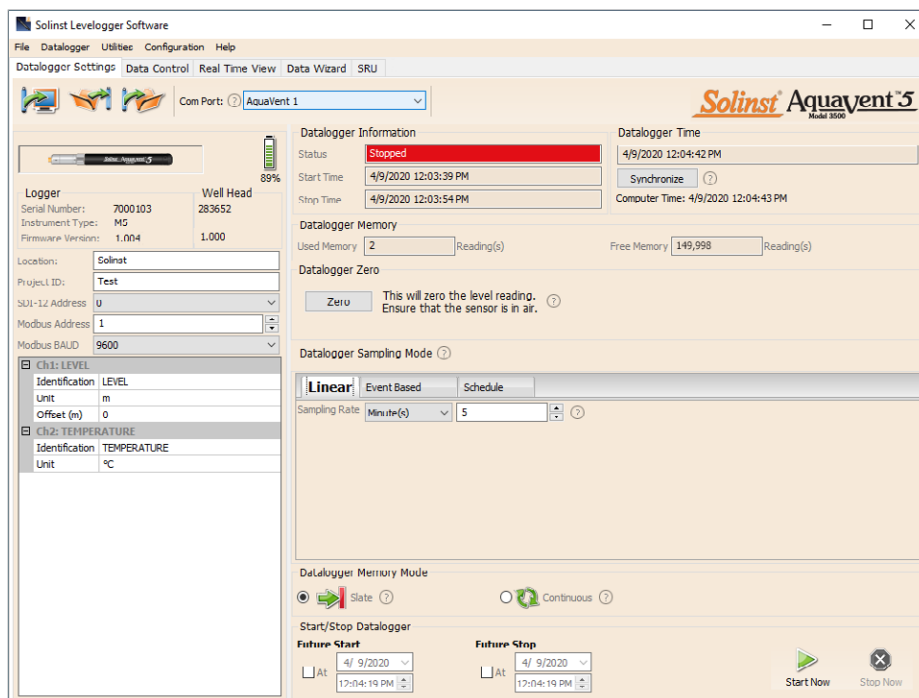 Solinst Levelogger Software
File Datalogger Utilities Configuration Help
Datalogger Settings Data Control Real Time View Data Wizard SRU
Com Port: ? AquaVent 1
Solinst Aquavent™5
Model 3500
Solinst Aquavent 5
89%
Logger Well Head
Serial Number: 7000103 283652
Instrument Type: M5
Firmware Version: 1.004 1.000
Location: Solinst
Project ID: Test
SDI-12 Address 0
Modbus Address 1
Modbus BAUD 9600
Ch1: LEVEL
Identification LEVEL
Unit m
Offset (m) 0
Ch2: TEMPERATURE
Identification TEMPERATURE
Unit ºC
Datalogger Information
Status Stopped
Start Time 4/9/2020 12:03:39 PM
Stop Time 4/9/2020 12:03:54 PM
Datalogger Time
4/9/2020 12:04:42 PM
Synchronize ?
Computer Time: 4/9/2020 12:04:43 PM
Datalogger Memory
Used Memory 2 Reading(s) Free Memory 149,998 Reading(s)
Datalogger Zero
Zero
This will zero the level reading.
Ensure that the sensor is in air. ?
Datalogger Sampling Mode ?
Linear Event Based Schedule
Sampling Rate Minute(s) 5 ?
Datalogger Memory Mode
Slate ? Continuous ?
Start/Stop Datalogger
Future Start Future Stop
At 4/ 9/2020 At 4/ 9/2020
12:04:19 PM 12:04:19 PM
Start Now Stop Now